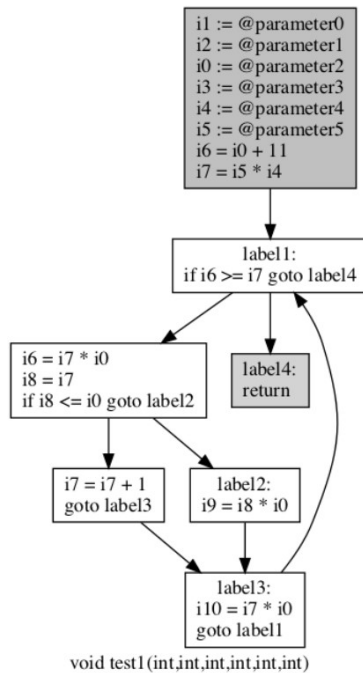 i1 := @parameter0
i2 := @parameter1
i0 := @parameter2
i3 := @parameter3
i4 := @parameter4
i5 := @parameter5
i6 = i0 + 11
i7 = i5 * i4
label1:
if i6 >= i7 goto label4
i6 = i7 * i0
i8 = i7
if i8 <= i0 goto label2
label4:
return
i7 = i7 + 1
goto label3
label2:
i9 = i8 * i0
label3:
i10 = i7 * i0
goto label1
void test1(int,int,int,int,int,int)